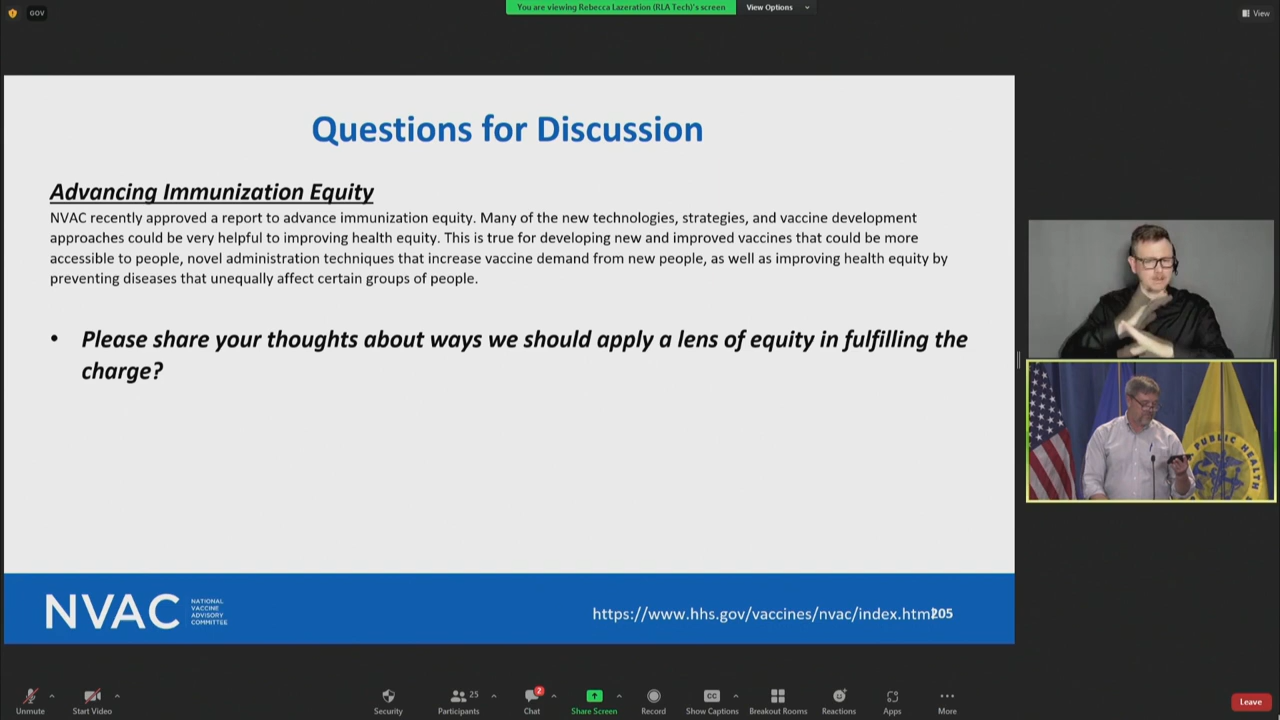 GOV
You are viewing Rebecca Lazeration (RLA Tech)'s screen
View Options
View
Questions for Discussion
Advancing Immunization Equity
NVAC recently approved a report to advance immunization equity. Many of the new technologies, strategies, and vaccine development
approaches could be very helpful to improving health equity. This is true for developing new and improved vaccines that could be more
accessible to people, novel administration techniques that increase vaccine demand from new people, as well as improving health equity by
preventing diseases that unequally affect certain groups of people.
• Please share your thoughts about ways we should apply a lens of equity in fulfilling the
charge?
PUBLIC HEALTH
NVAC
NATIONAL
VACCINE
ADVISORY
COMMITTEE
https://www.hhs.gov/vaccines/nvac/index.html
205
Unmute
Start Video
Security
Participants
25
Chat
2
Share Screen
Record
CC
Show Captions
Breakout Rooms
Reactions
Apps
More
Leave